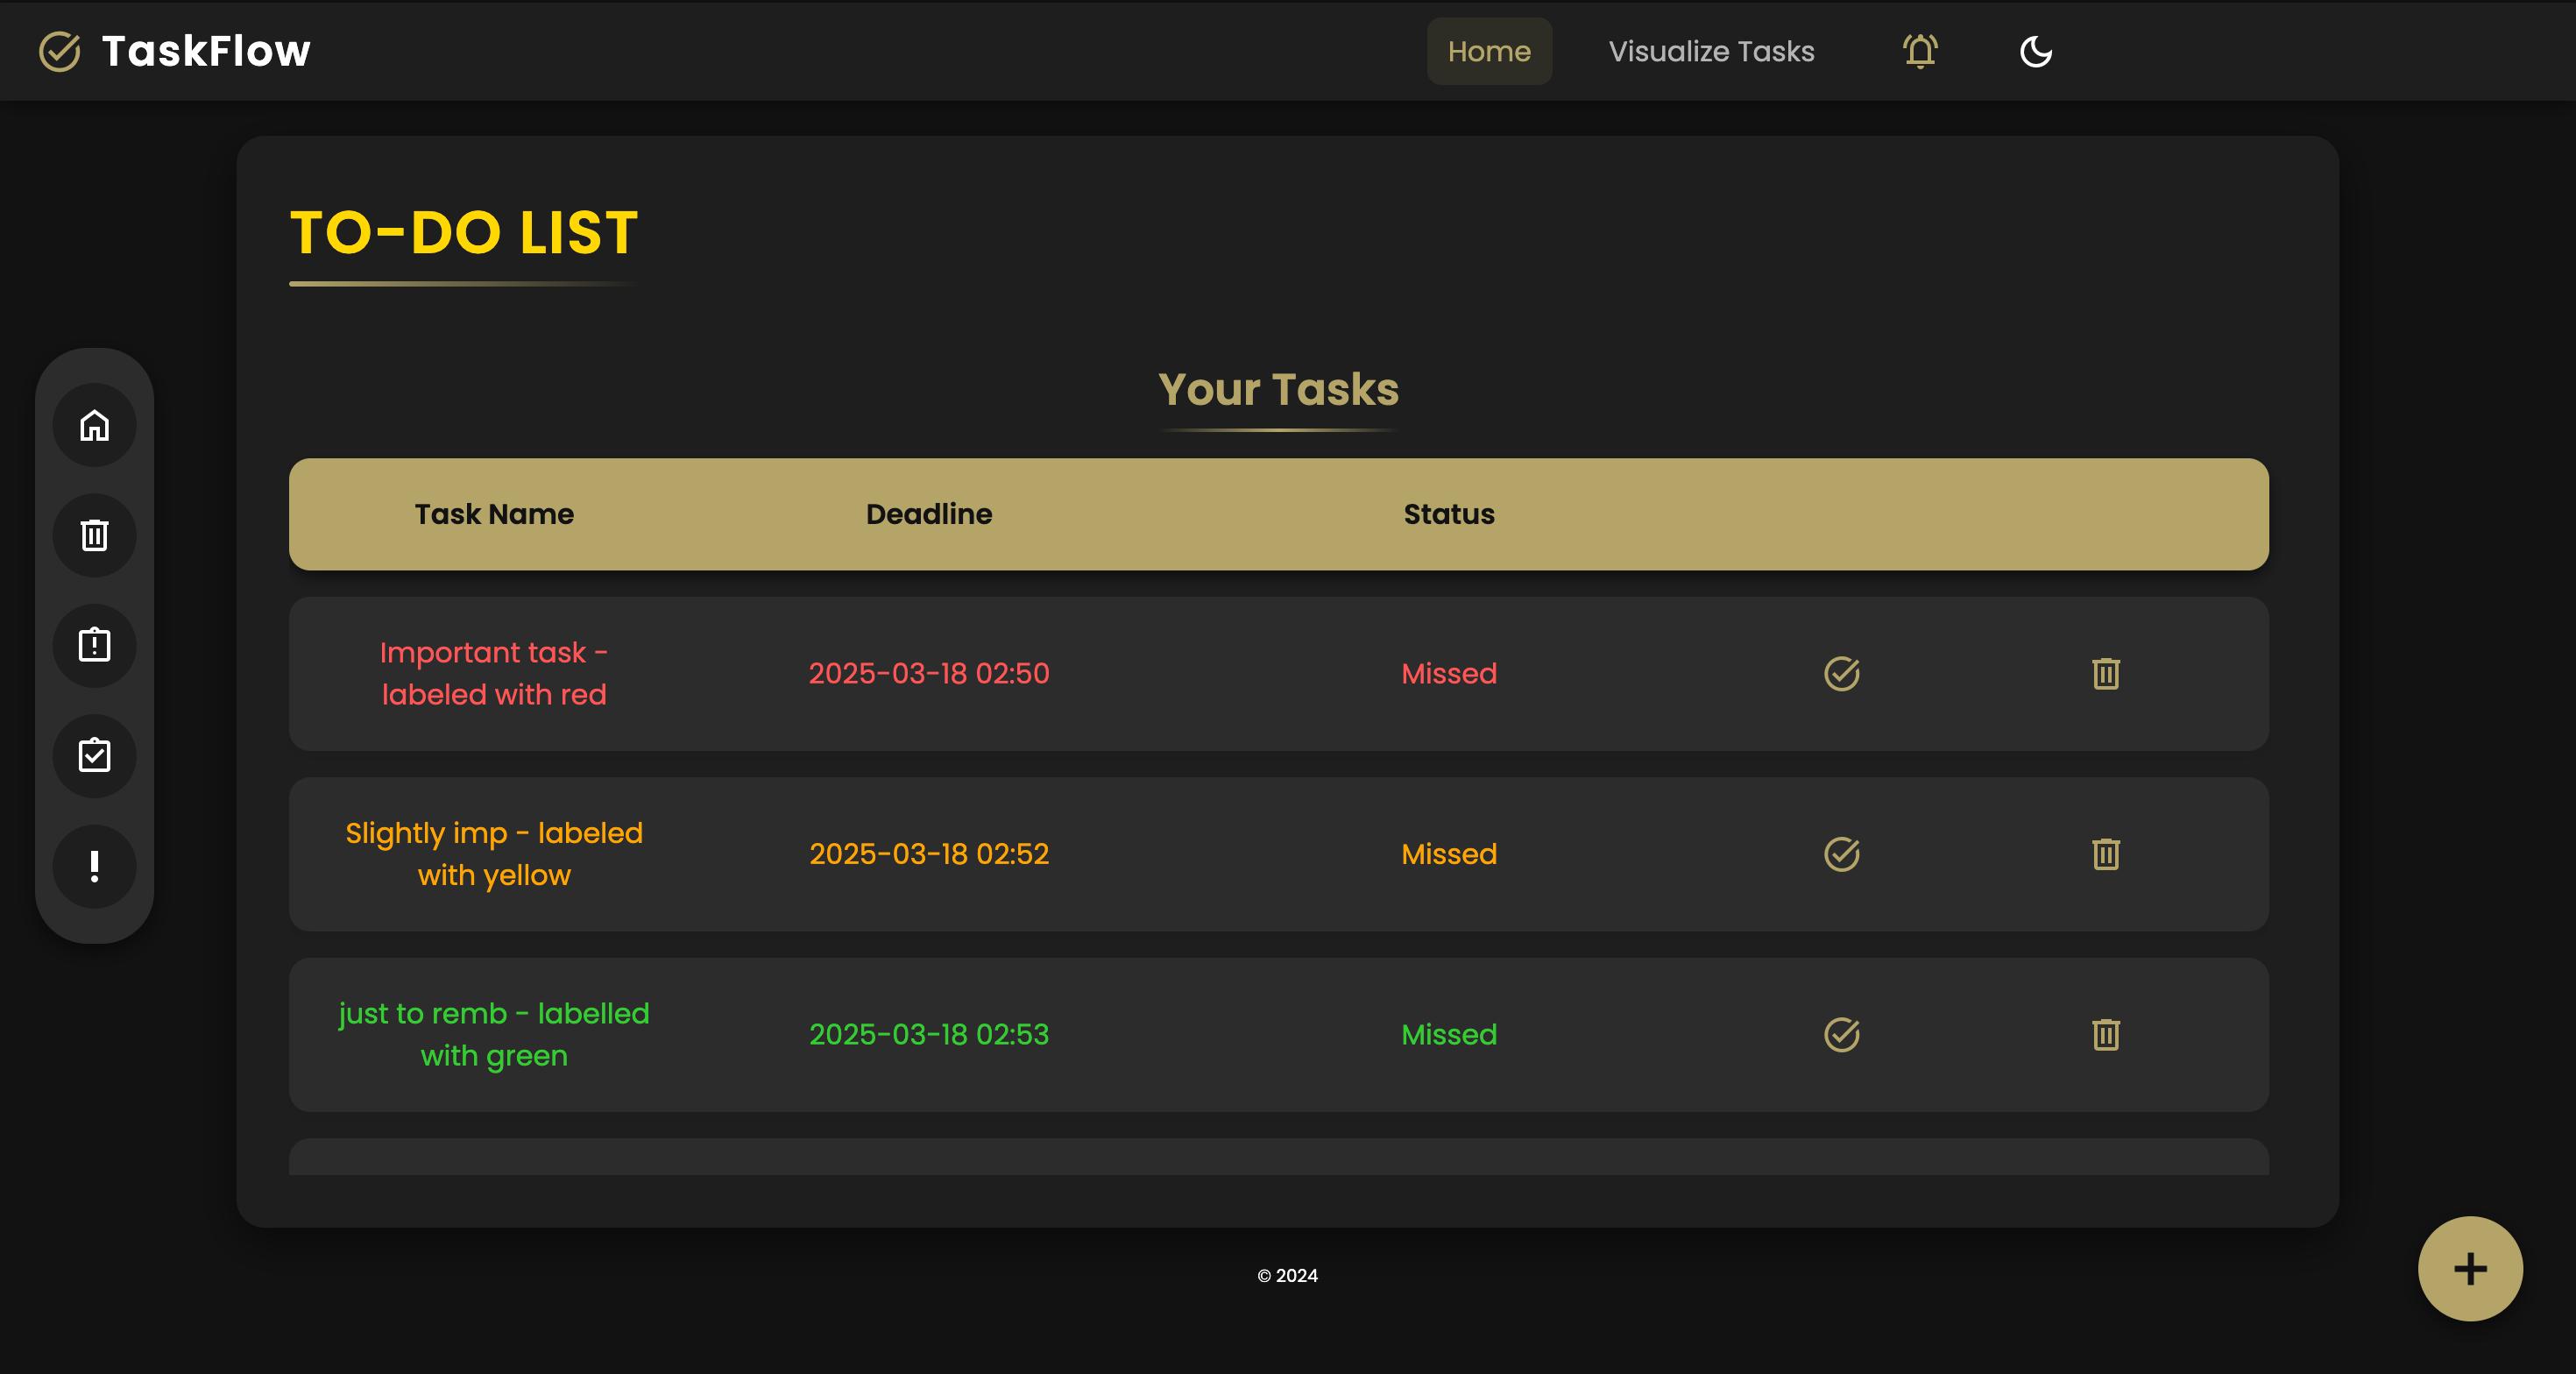 TaskFlow
Home
Visualize Tasks
TO-DO LIST
Your Tasks
Task Name
Deadline
Status
Important task -
labeled with red
2025-03-18 02:50
Missed
Slightly imp - labeled
with yellow
2025-03-18 02:52
Missed
just to remb - labelled
with green
2025-03-18 02:53
Missed
© 2024